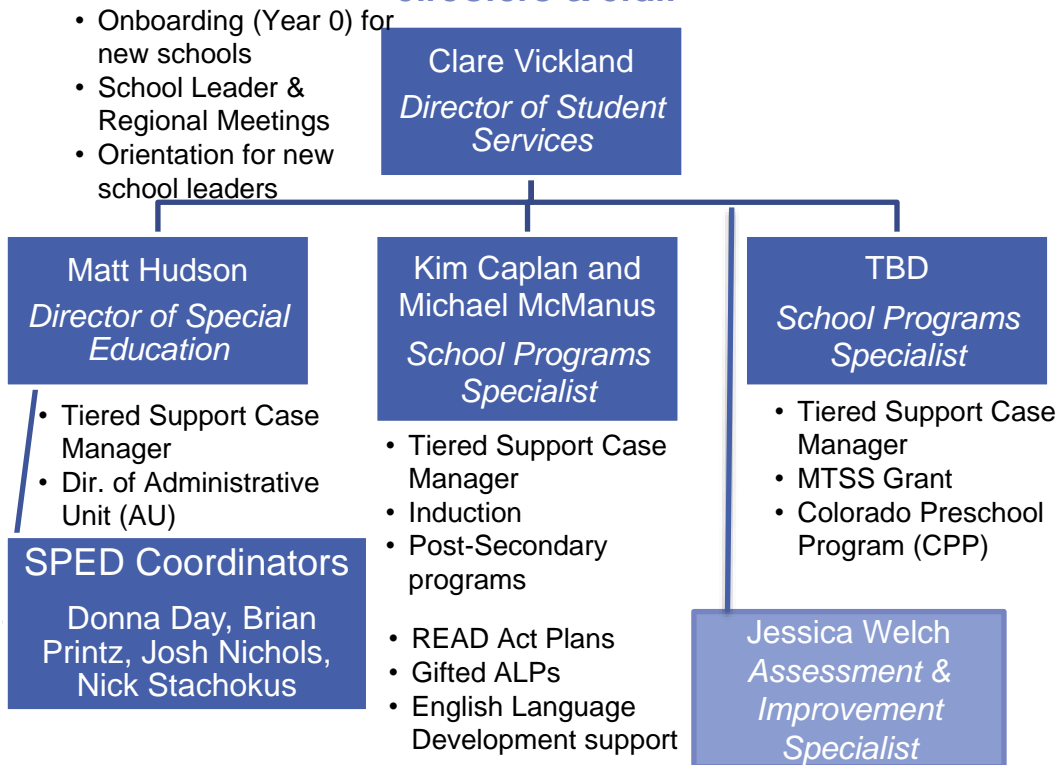 • Onboarding (Year 0) for
new schools
• School Leader &
Regional Meetings
• Orientation for new
school leaders
Clare Vickland
Director of Student
Services
Matt Hudson
Director of Special
Education
• Tiered Support Case
Manager
• Dir. of Administrative
Unit (AU)
SPED Coordinators
Donna Day, Brian
Printz, Josh Nichols,
Nick Stachokus
Kim Caplan and
Michael McManus
School Programs
Specialist
• Tiered Support Case
Manager
• Induction
• Post-Secondary
programs
• READ Act Plans
• Gifted ALPs
• English Language
Development support
TBD
School Programs
Specialist
• Tiered Support Case
Manager
• MTSS Grant
• Colorado Preschool
Program (CPP)
Jessica Welch
Assessment &
Improvement
Specialist